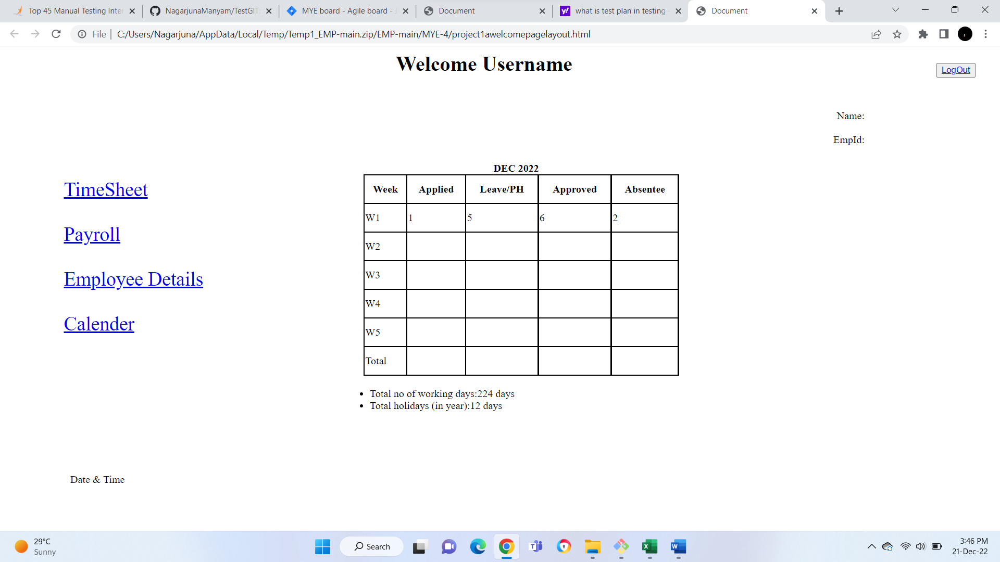 Top 45 Manual Testing Inte
NagarjunaManyam/TestGIT
MYE board - Agile board -
Document
what is test plan in testing
Document
File
C:/Users/Nagarjuna/AppData/Local/Temp/Temp1_EMP-main.zip/EMP-main/MYE-4/project1awelcomepagelayout.html
Welcome Username
LogOut
Name:
EmpId:
TimeSheet
Payroll
Employee Details
Calender
DEC 2022
Week Applied Leave/PH Approved Absentee
W1 1 5 6 2
W2
W3
W4
W5
Total
• Total no of working days:224 days
• Total holidays (in year):12 days
Date & Time
29°C
Sunny
Search
3:46 PM
21-Dec-22